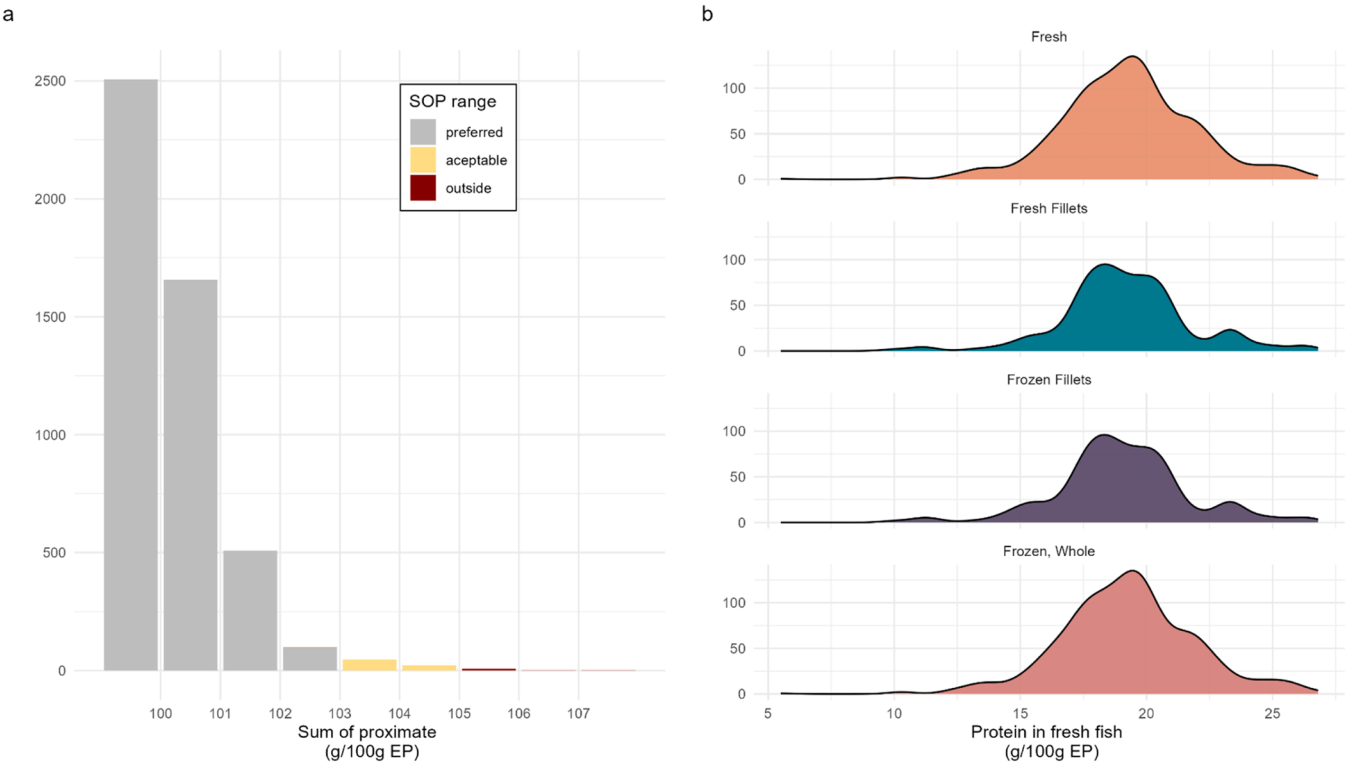 a
2500
2000
1500
1000
500
0
SOP range
preferred
aceptable
outside
100 101 102 103 104 105 106 107
Sum of proximate
(g/100g EP)
b
Fresh
100
50
0
Fresh Fillets
100
50
0
Frozen Fillets
100
50
0
Frozen, Whole
100
50
0
5 10 15 20 25
Protein in fresh fish
(g/100g EP)